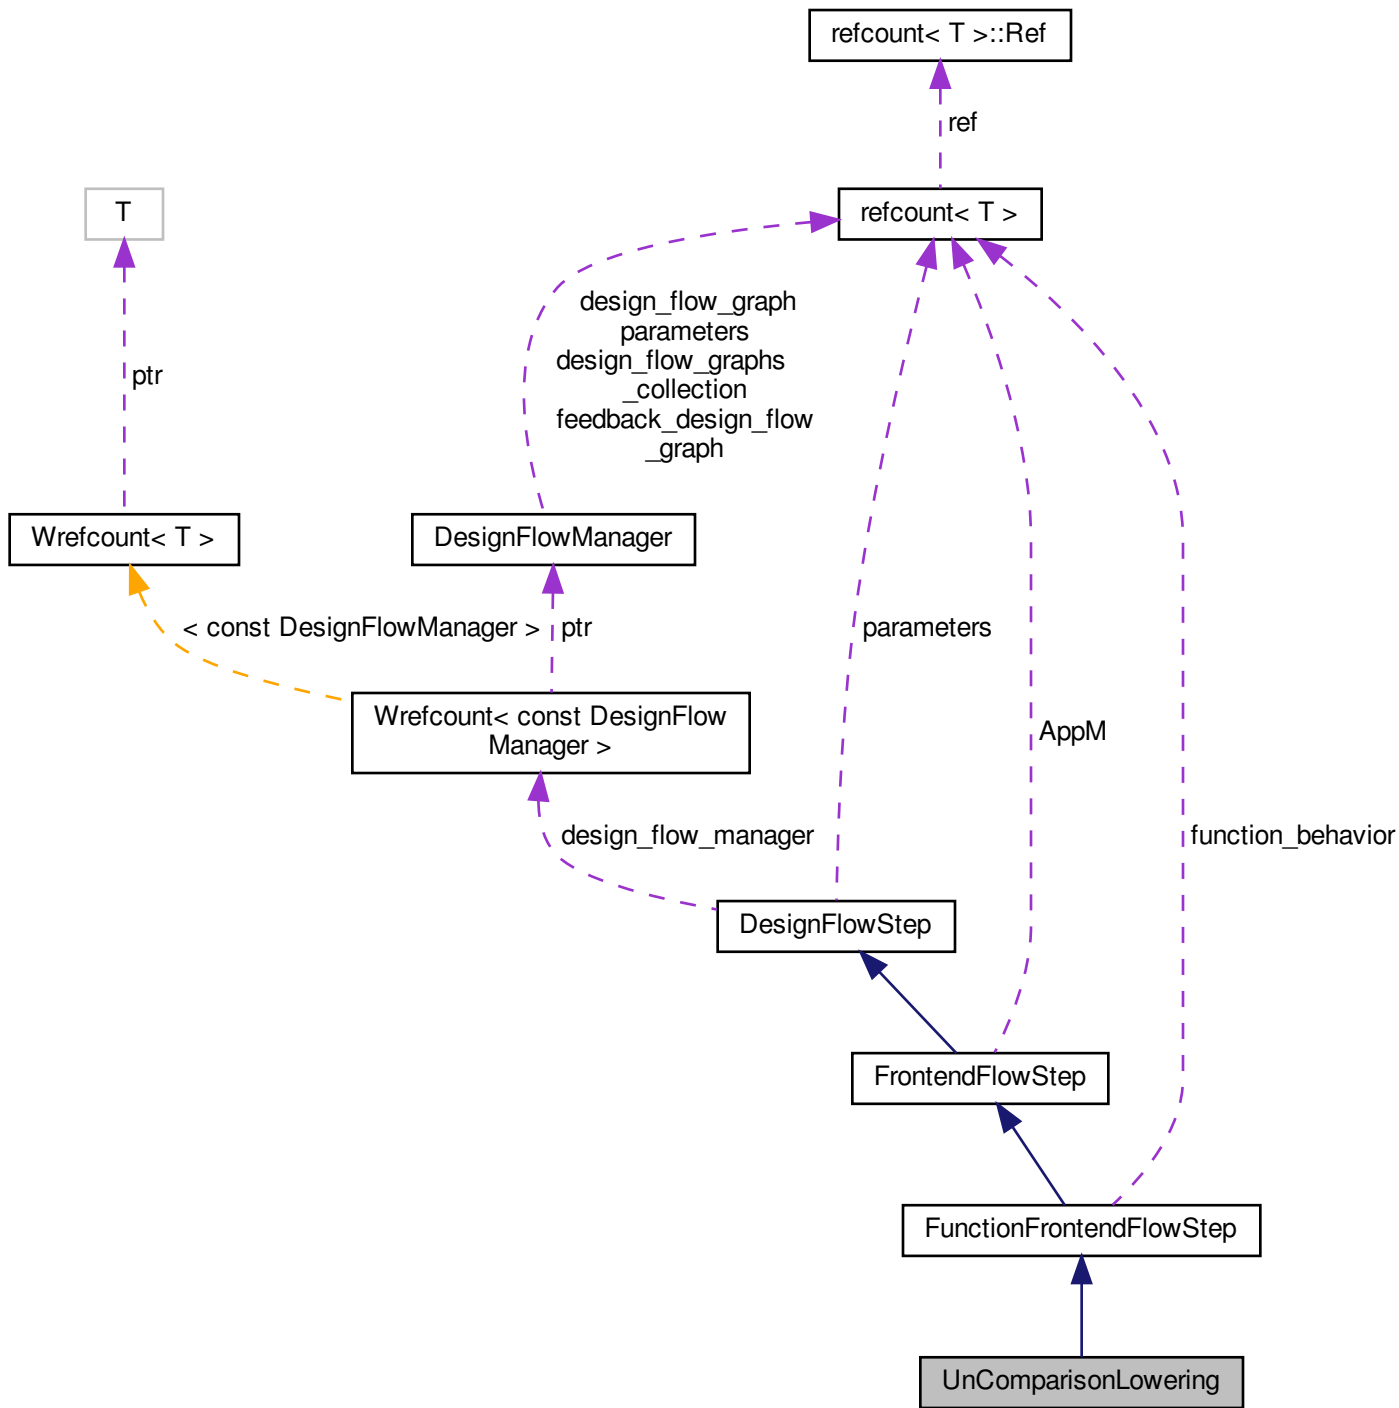 refcount< T >::Ref
ref
T
refcount< T >
design_flow_graph
parameters
design_flow_graphs
_collection
feedback_design_flow
_graph
ptr
Wrefcount< T >
DesignFlowManager
< const DesignFlowManager >
ptr
parameters
Wrefcount< const DesignFlow
Manager >
AppM
design_flow_manager
function_behavior
DesignFlowStep
FrontendFlowStep
FunctionFrontendFlowStep
UnComparisonLowering